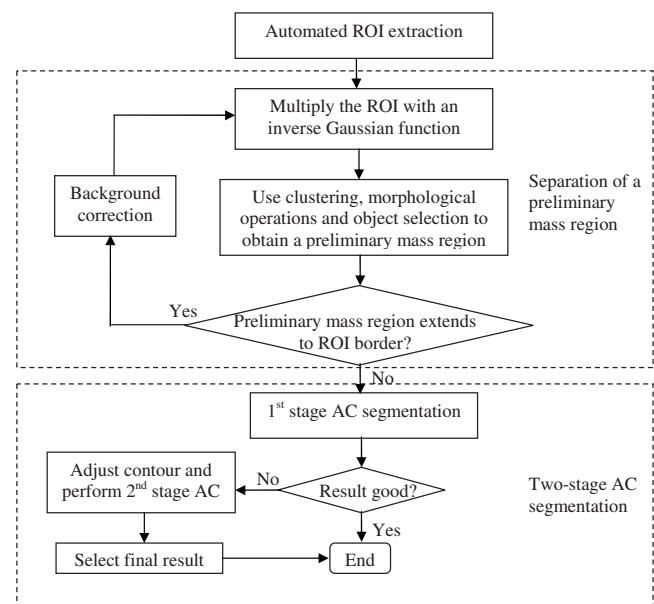 Automated ROI extraction
Multiply the ROI with an
inverse Gaussian function
Background
correction
Use clustering, morphological
operations and object selection to
obtain a preliminary mass region
Separation of a
preliminary
mass region
Yes
Preliminary mass region extends
to ROI border?
No
1st stage AC segmentation
Adjust contour and
perform 2nd stage AC
No
Result good?
Two-stage AC
segmentation
Yes
Select final result
End